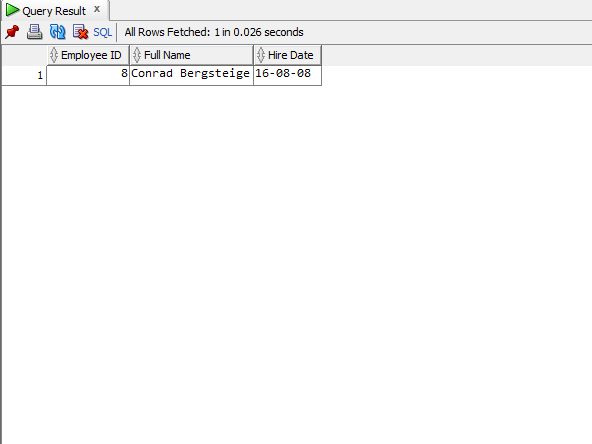 Query Result x
SQL All Rows Fetched: 1 in 0.026 seconds
Employee ID Full Name Hire Date
1 8 Conrad Bergsteige 16-08-08